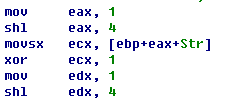 mov eax, 1
shl eax, 4
movsx ecx, [ebp+eax+Str]
xor ecx, 1
mov edx, 1
shl edx, 4